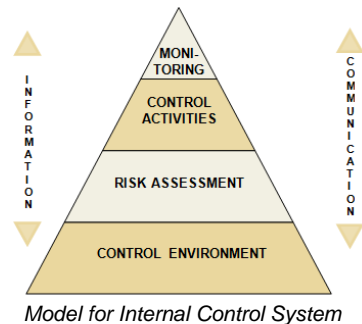 MONI-
TORING
CONTROL
ACTIVITIES
RISK ASSESSMENT
CONTROL ENVIRONMENT
INFORMATION
COMMUNICATION
Model for Internal Control System